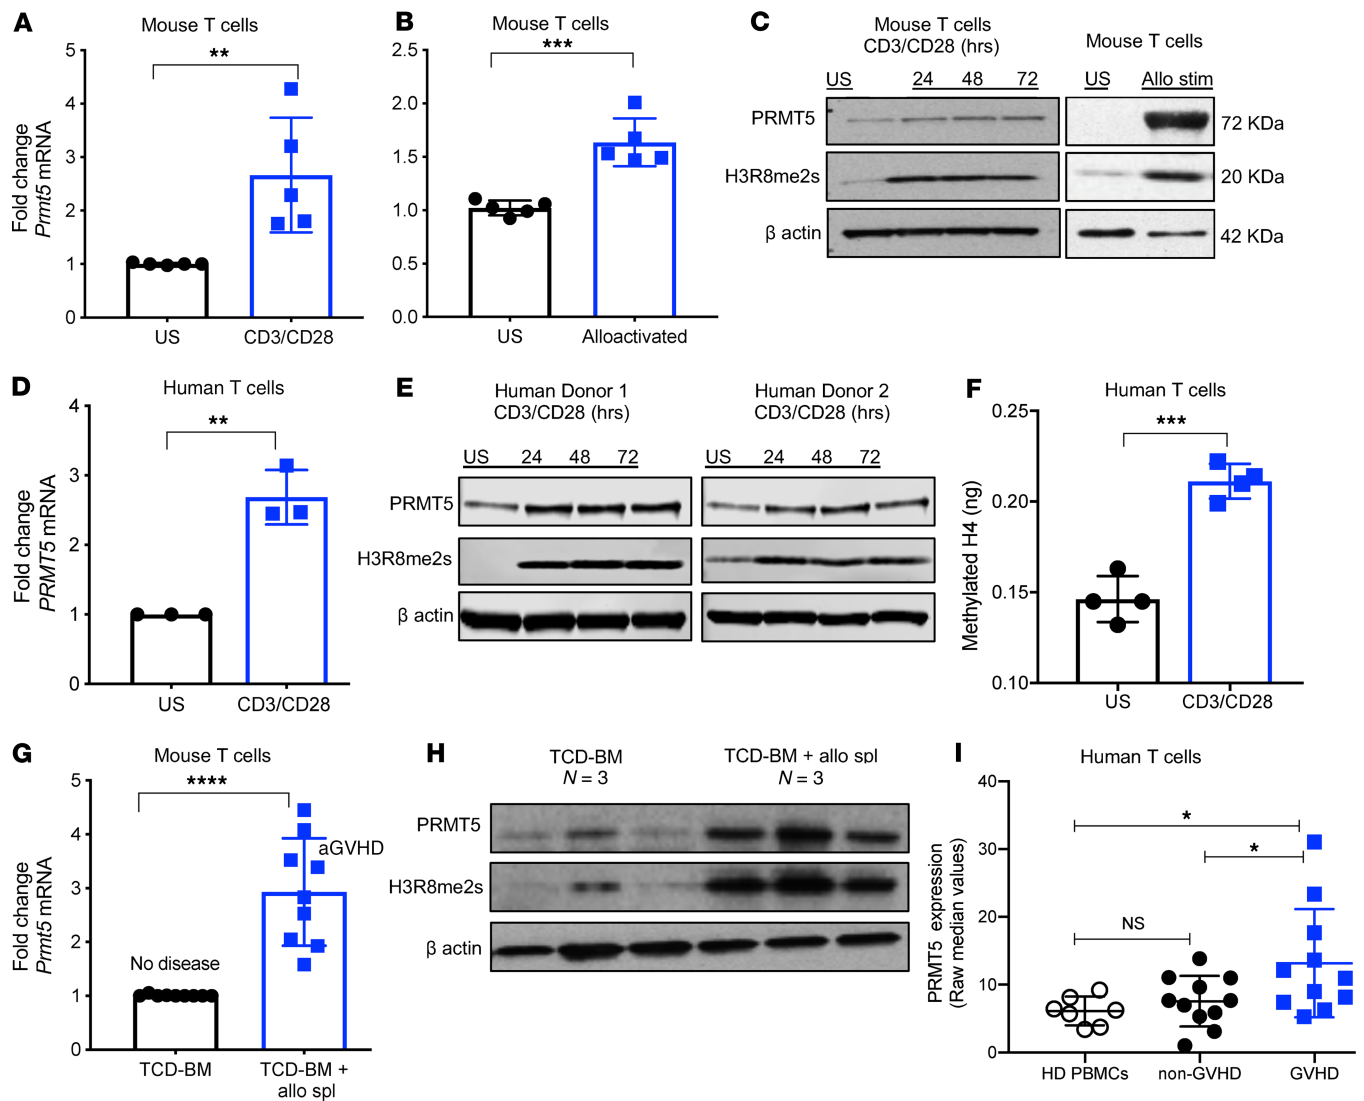 A
Mouse T cells
**
Fold change
Prmt5 mRNA
5
4
3
2
1
0
US
CD3/CD28
B
Mouse T cells
***
2.5
2.0
1.5
1.0
0.5
0.0
US
Alloactivated
C
Mouse T cells
CD3/CD28 (hrs)
US 24 48 72
Mouse T cells
US Allo stim
PRMT5
72 KDa
H3R8me2s
20 KDa
β actin
42 KDa
D
Human T cells
**
Fold change
PRMT5 mRNA
4
3
2
1
0
US
CD3/CD28
E
Human Donor 1
CD3/CD28 (hrs)
US 24 48 72
Human Donor 2
CD3/CD28 (hrs)
US 24 48 72
PRMT5
H3R8me2s
β actin
F
Human T cells
***
Methylated H4 (ng)
0.25
0.20
0.15
0.10
US
CD3/CD28
G
Mouse T cells
****
Fold change
Prmt5 mRNA
5
4
3
2
1
0
aGVHD
No disease
TCD-BM
TCD-BM +
allo spl
H
TCD-BM
N = 3
TCD-BM + allo spl
N = 3
PRMT5
H3R8me2s
β actin
I
Human T cells
*
*
NS
PRMT5 expression
(Raw median values)
40
30
20
10
0
HD PBMCs
non-GVHD
GVHD